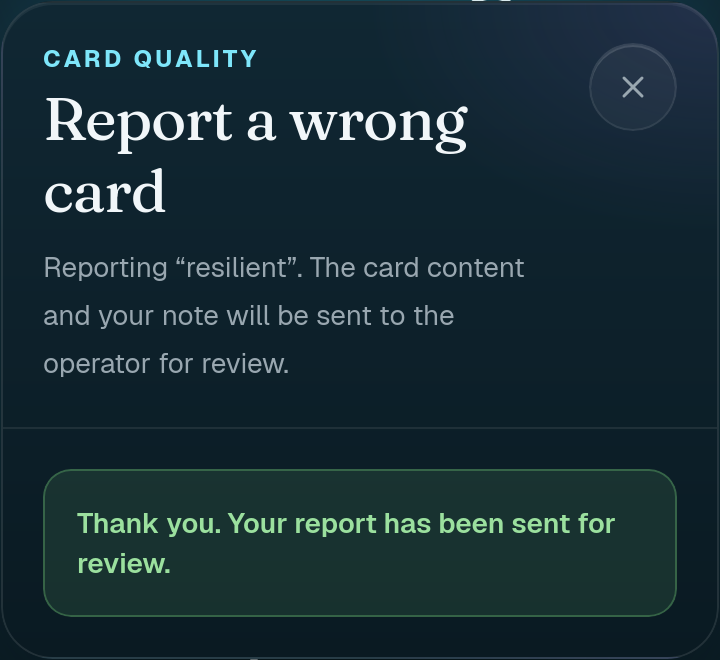 CARD QUALITY
Report a wrong
card
Reporting “resilient”. The card content
and your note will be sent to the
operator for review.
Thank you. Your report has been sent for
review.